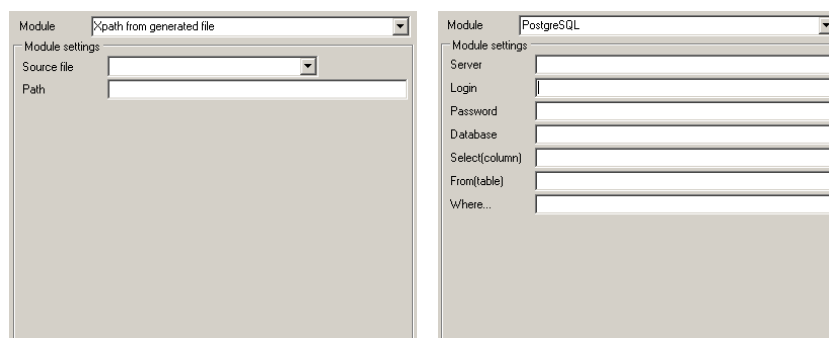 Module Xpath from generated file
Module settings
Source file
Path
Module PostgreSQL
Module settings
Server
Login
Password
Database
Select(column)
From(table)
Where...